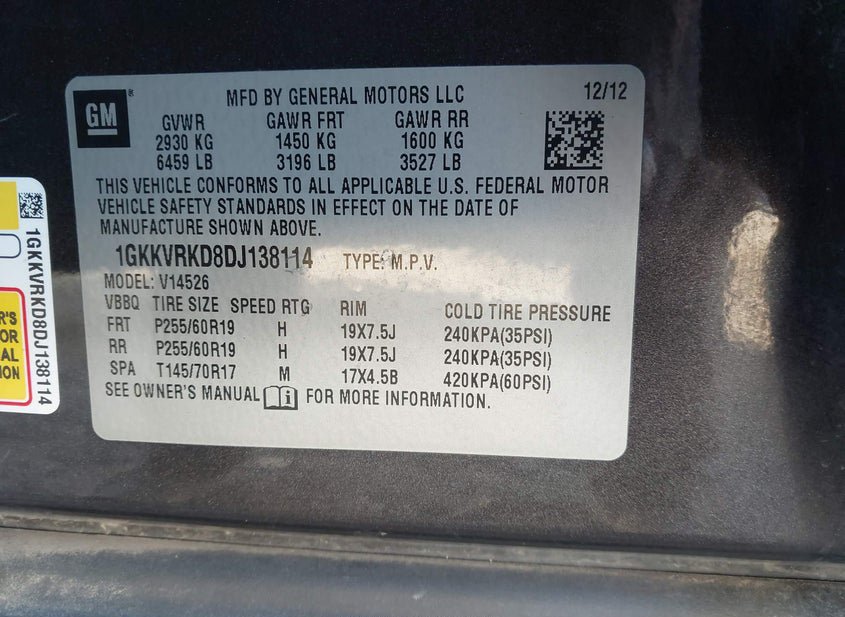 GM
®
MFD BY GENERAL MOTORS LLC 12/12
GVWR GAWR FRT GAWR RR
2930 KG 1450 KG 1600 KG
6459 LB 3196 LB 3527 LB
THIS VEHICLE CONFORMS TO ALL APPLICABLE U.S. FEDERAL MOTOR
VEHICLE SAFETY STANDARDS IN EFFECT ON THE DATE OF
MANUFACTURE SHOWN ABOVE.
1GKKVRKD8DJ138114 TYPE: M.P.V.
MODEL: V14526
VBBQ TIRE SIZE SPEED RTG RIM COLD TIRE PRESSURE
FRT P255/60R19 H 19X7.5J 240KPA(35PSI)
RR P255/60R19 H 19X7.5J 240KPA(35PSI)
SPA T145/70R17 M 17X4.5B 420KPA(60PSI)
SEE OWNER'S MANUAL FOR MORE INFORMATION.
1GKKVRKD8DJ138114